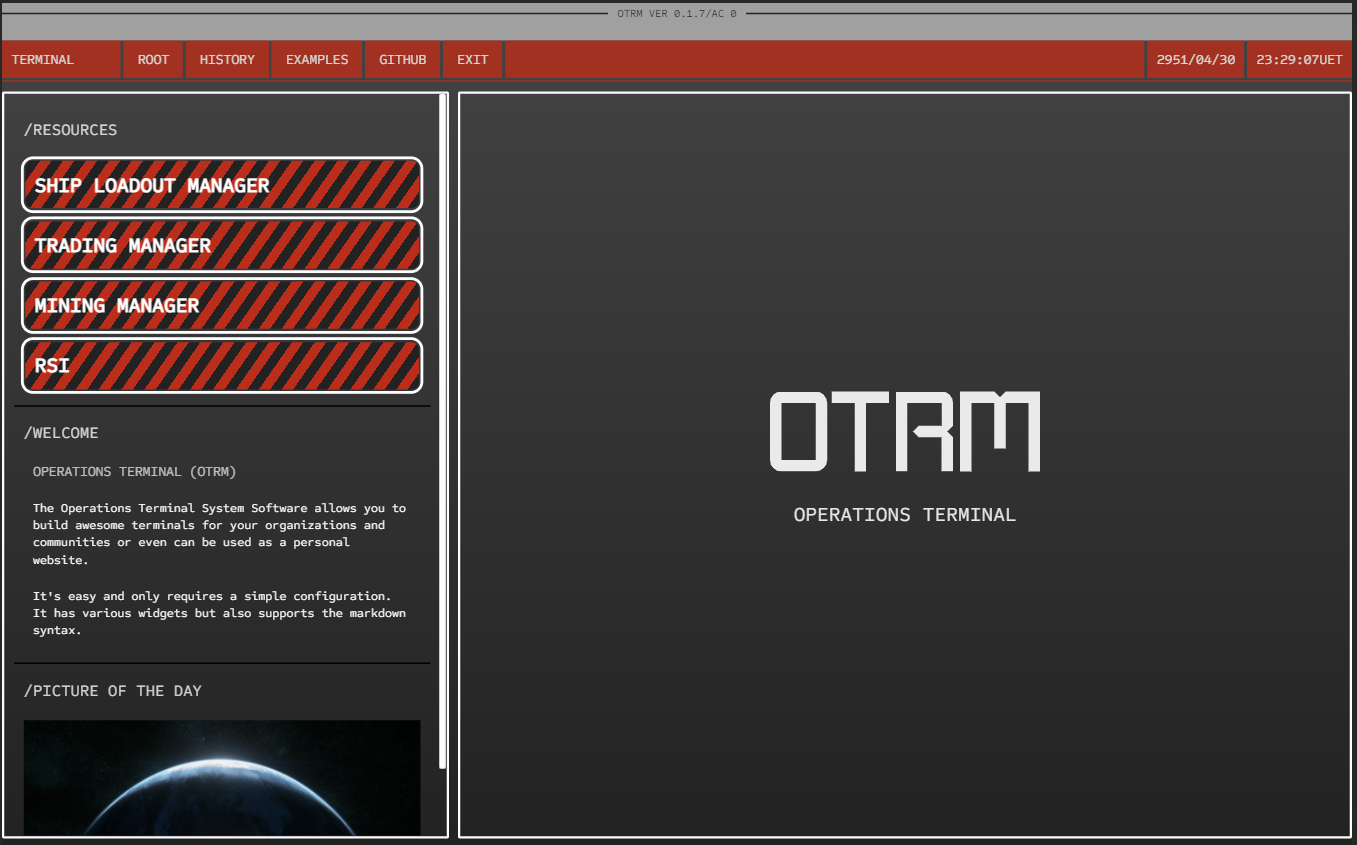 OTRM VER 0.1.7/AC 0
TERMINAL ROOT HISTORY EXAMPLES GITHUB EXIT 2951/04/30 23:29:07UET
/RESOURCES
SHIP LOADOUT MANAGER
TRADING MANAGER
MINING MANAGER
RSI
/WELCOME
OPERATIONS TERMINAL (OTRM)
The Operations Terminal System Software allows you to
build awesome terminals for your organizations and
communities or even can be used as a personal
website.
It's easy and only requires a simple configuration.
It has various widgets but also supports the markdown
syntax.
/PICTURE OF THE DAY
OTRM
OPERATIONS TERMINAL